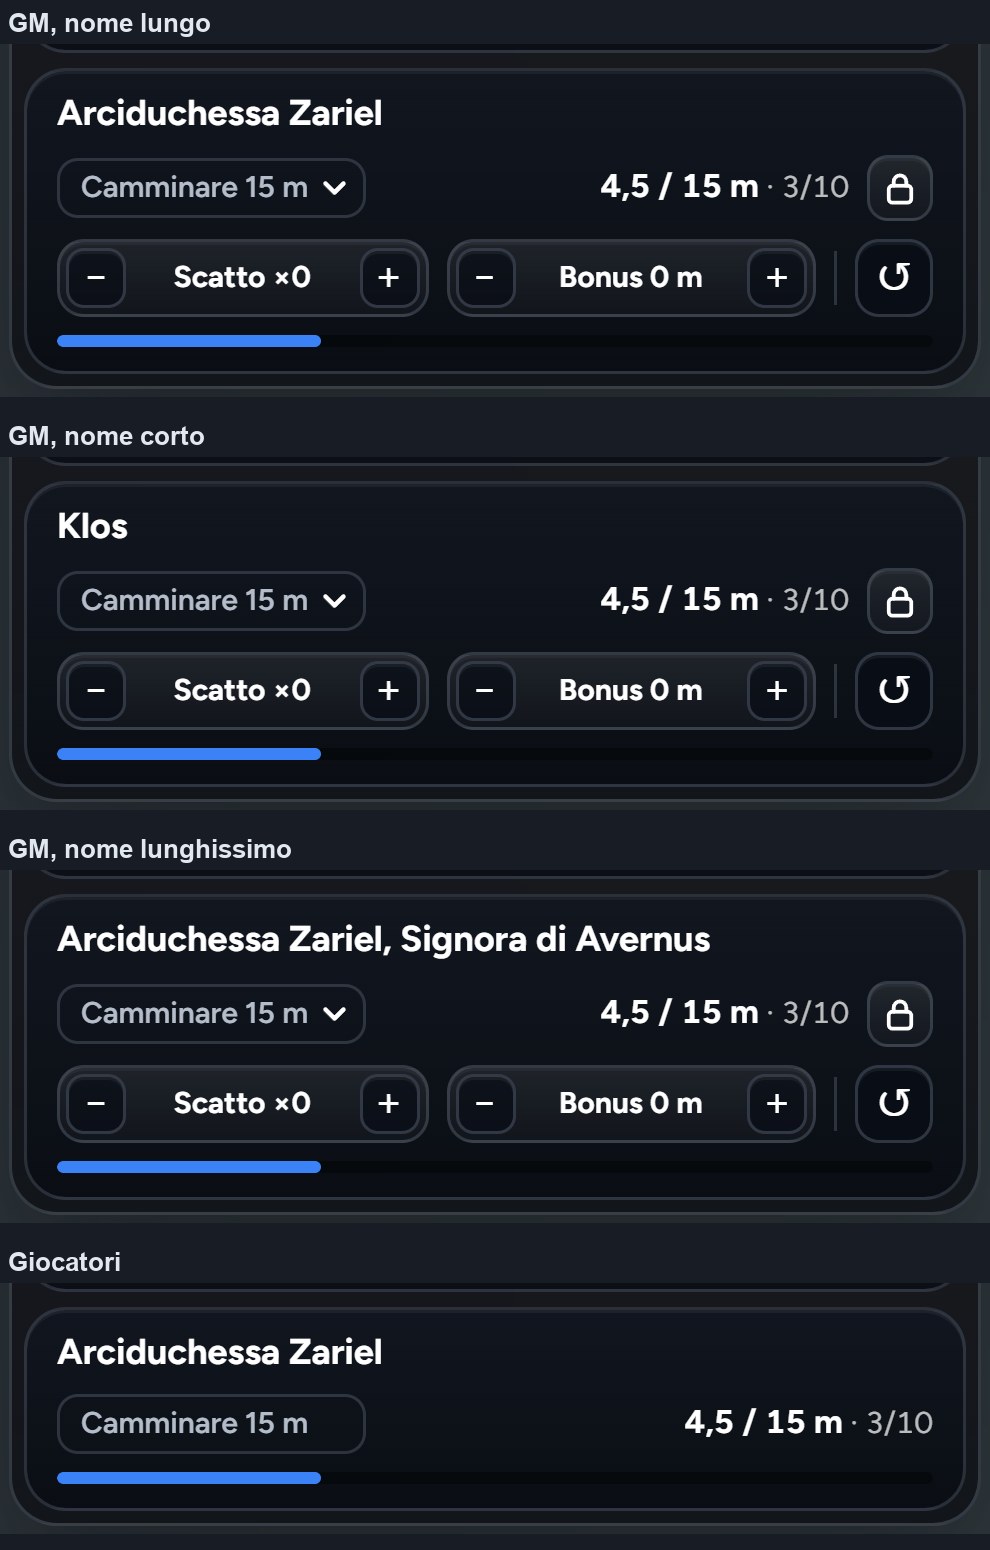 GM, nome lungo
Arciduchessa Zariel
Camminare 15 m 4,5 / 15 m · 3/10
− Scatto ×0 + − Bonus 0 m + ↺
GM, nome corto
Klos
Camminare 15 m 4,5 / 15 m · 3/10
− Scatto ×0 + − Bonus 0 m + ↺
GM, nome lunghissimo
Arciduchessa Zariel, Signora di Avernus
Camminare 15 m 4,5 / 15 m · 3/10
− Scatto ×0 + − Bonus 0 m + ↺
Giocatori
Arciduchessa Zariel
Camminare 15 m 4,5 / 15 m · 3/10